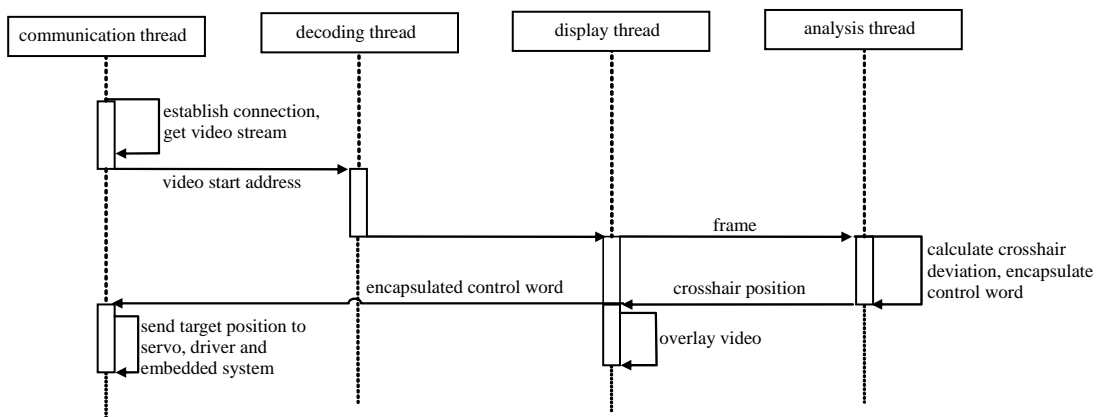 communication thread
decoding thread
display thread
analysis thread
establish connection,
get video stream
video start address
frame
calculate crosshair
deviation, encapsulate
control word
encapsulated control word
crosshair position
send target position to
servo, driver and
embedded system
overlay video